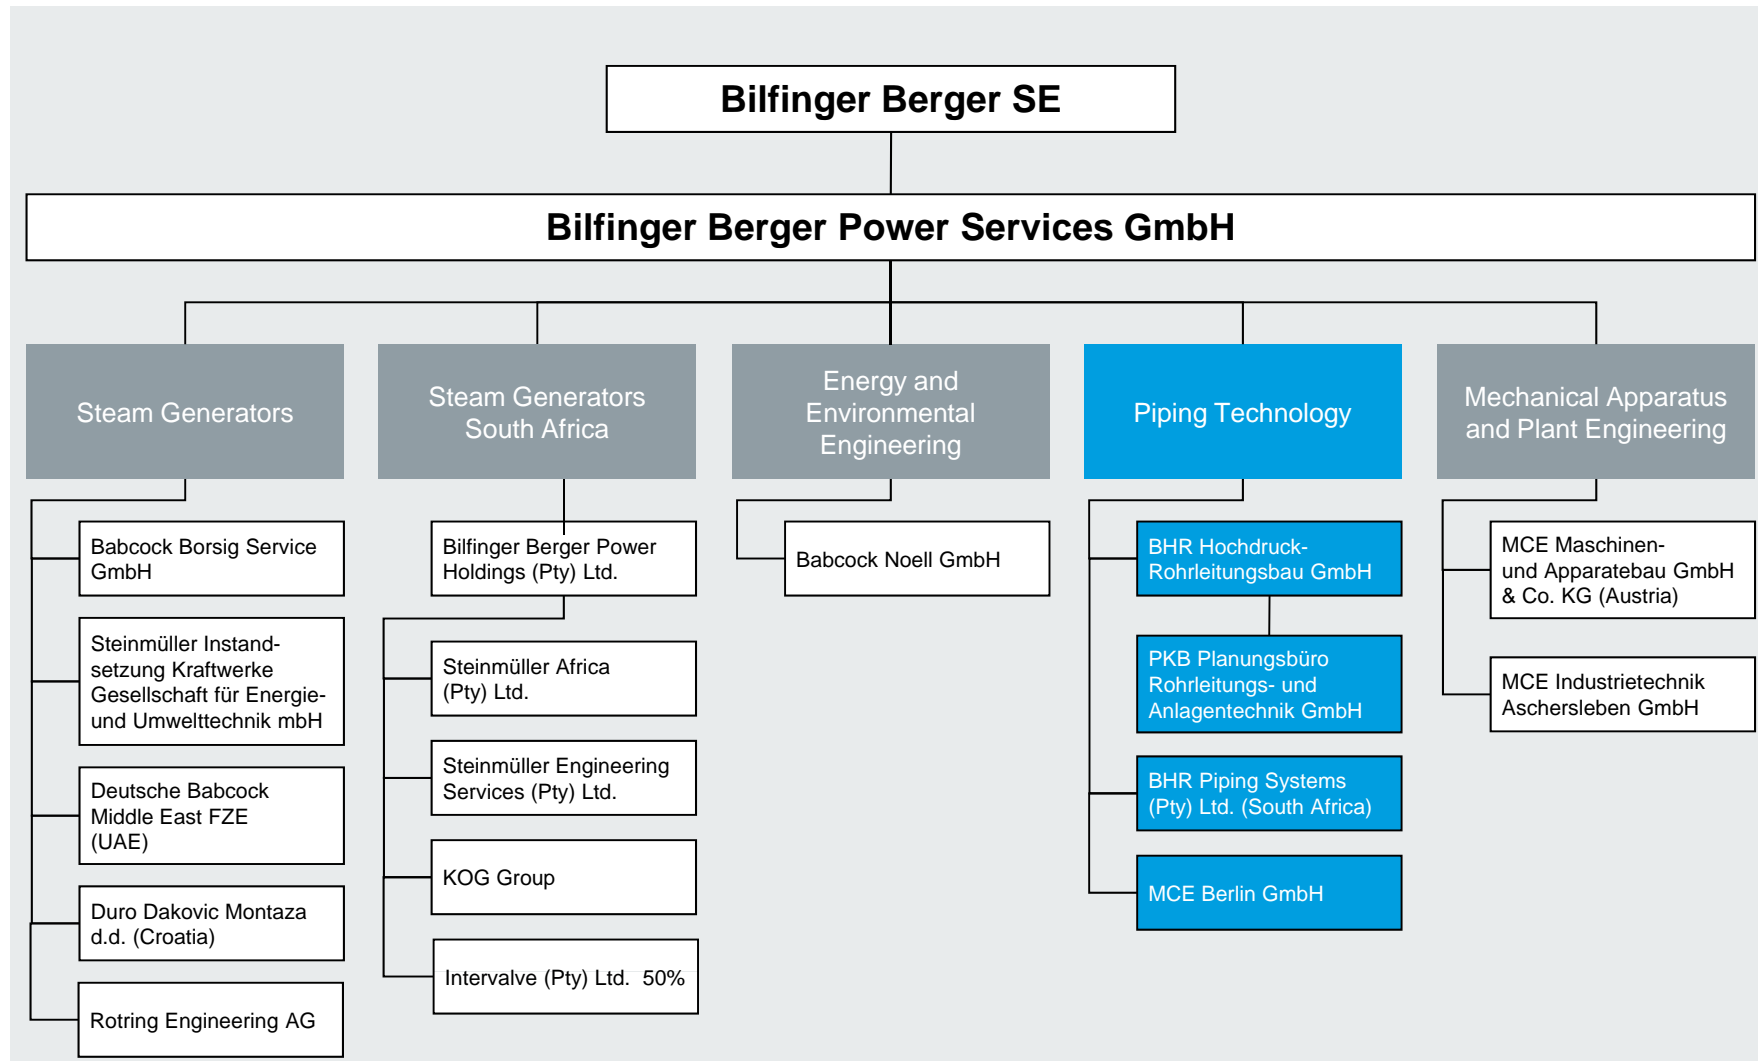 Bilfinger Berger SE
Bilfinger Berger Power Services GmbH
Steam Generators
Steam Generators
South Africa
Energy and
Environmental
Engineering
Piping Technology
Mechanical Apparatus
and Plant Engineering
Babcock Borsig Service
GmbH
Steinmüller Instand-
setzung Kraftwerke
Gesellschaft für Energie-
und Umwelttechnik mbH
Deutsche Babcock
Middle East FZE
(UAE)
Duro Dakovic Montaza
d.d. (Croatia)
Rotring Engineering AG
Bilfinger Berger Power
Holdings (Pty) Ltd.
Steinmüller Africa
(Pty) Ltd.
Steinmüller Engineering
Services (Pty) Ltd.
KOG Group
Intervalve (Pty) Ltd. 50%
Babcock Noell GmbH
BHR Hochdruck-
Rohrleitungsbau GmbH
PKB Planungsbüro
Rohrleitungs- und
Anlagentechnik GmbH
BHR Piping Systems
(Pty) Ltd. (South Africa)
MCE Berlin GmbH
MCE Maschinen-
und Apparatebau GmbH
& Co. KG (Austria)
MCE Industrietechnik
Aschersleben GmbH